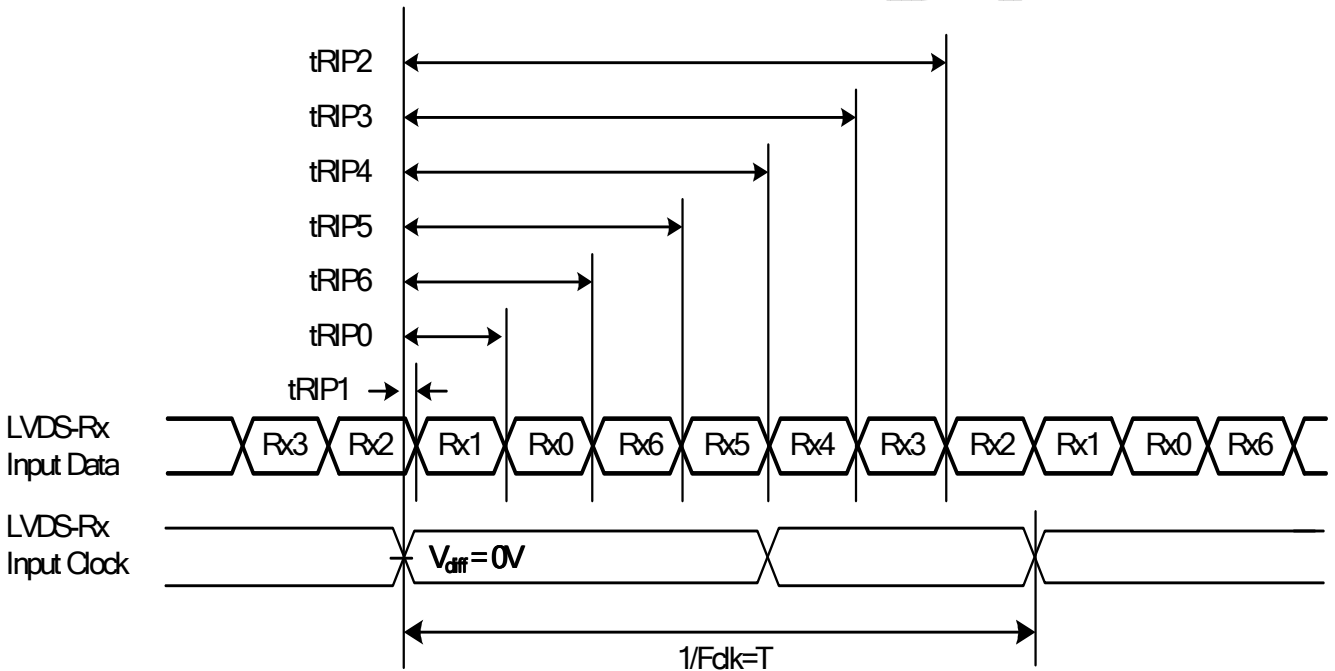 tRIP2
tRIP3
tRIP4
tRIP5
tRIP6
tRIP0
tRIP1
LVDS-Rx
Input Data
Rx3 Rx2 Rx1 Rx0 Rx6 Rx5 Rx4 Rx3 Rx2 Rx1 Rx0 Rx6
LVDS-Rx
Input Clock
Vdiff = 0V
1/Fclk=T